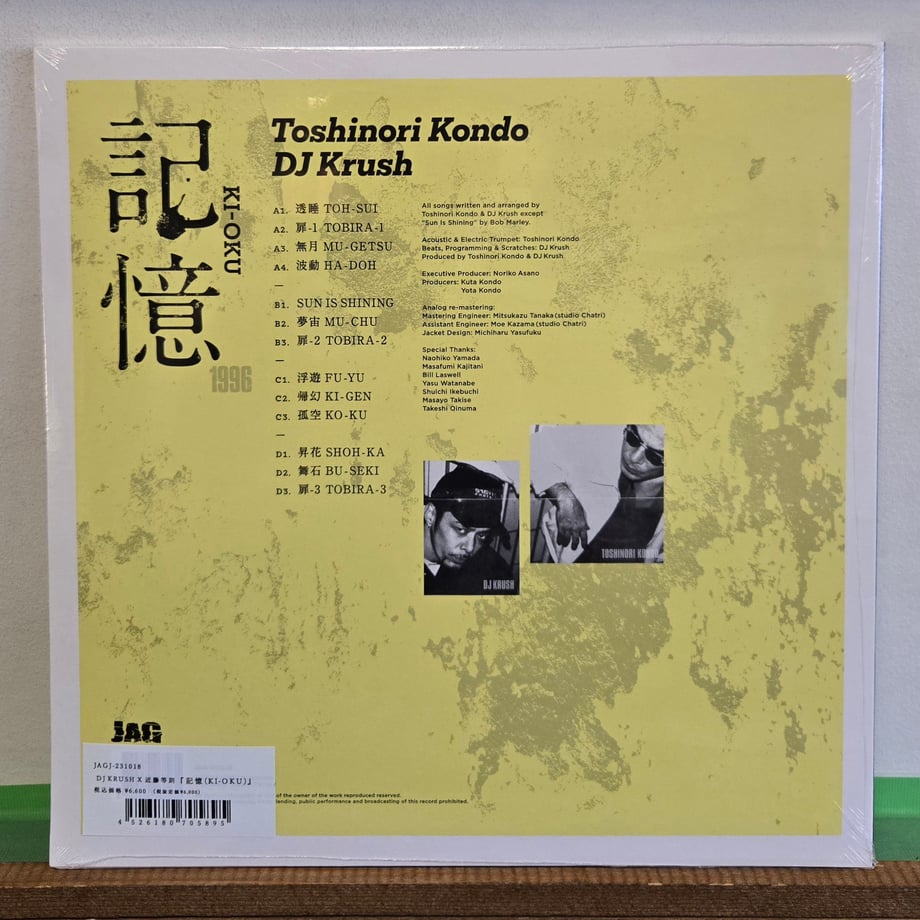 記憶
KI-OKU
1996
Toshinori Kondo
DJ Krush
A1. 透睡 TOH-SUI
A2. 扉-1 TOBIRA-1
A3. 無月 MU-GETSU
A4. 波動 HA-DOH
—
B1. SUN IS SHINING
B2. 夢宙 MU-CHU
B3. 扉-2 TOBIRA-2
—
C1. 浮遊 FU-YU
C2. 帰幻 KI-GEN
C3. 孤空 KO-KU
—
D1. 昇花 SHOH-KA
D2. 舞石 BU-SEKI
D3. 扉-3 TOBIRA-3
All songs written and arranged by
Toshinori Kondo & DJ Krush except
"Sun Is Shining" by Bob Marley.
Acoustic & Electric Trumpet: Toshinori Kondo
Beats, Programming & Scratches: DJ Krush
Produced by Toshinori Kondo & DJ Krush
Executive Producer: Noriko Asano
Producers: Kuta Kondo
Yota Kondo
Analog re-mastering:
Mastering Engineer: Mitsukazu Tanaka (studio Chatri)
Assistant Engineer: Moe Kazama (studio Chatri)
Jacket Design: Michiharu Yasufuku
Special Thanks:
Naohiko Yamada
Masafumi Kajitani
Bill Laswell
Yasu Watanabe
Shuichi Ikebuchi
Masayo Takise
Takeshi Oinuma
DJ KRUSH
TOSHINORI KONDO
JAG
JAGJ-231018
DJ KRUSH X 近藤等則『記憶(KI-OKU)』
税込価格 ¥6,600 (税抜定価¥6,000)
4 526180 705895
of the owner of the work reproduced reserved.
lending, public performance and broadcasting of this record prohibited.